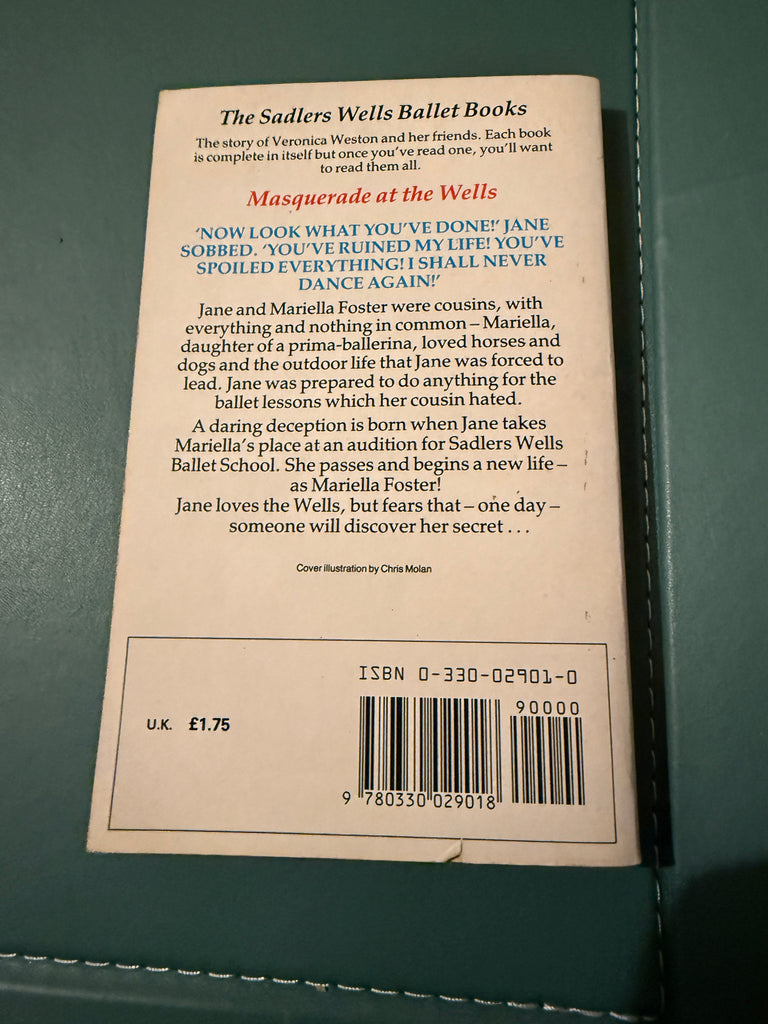 The Sadlers Wells Ballet Books
The story of Veronica Weston and her friends. Each book
is complete in itself but once you've read one, you'll want
to read them all.
Masquerade at the Wells
'NOW LOOK WHAT YOU'VE DONE!' JANE
SOBBED. 'YOU'VE RUINED MY LIFE! YOU'VE
SPOILED EVERYTHING! I SHALL NEVER
DANCE AGAIN!'
Jane and Mariella Foster were cousins, with
everything and nothing in common – Mariella,
daughter of a prima-ballerina, loved horses and
dogs and the outdoor life that Jane was forced to
lead. Jane was prepared to do anything for the
ballet lessons which her cousin hated.
A daring deception is born when Jane takes
Mariella's place at an audition for Sadlers Wells
Ballet School. She passes and begins a new life –
as Mariella Foster!
Jane loves the Wells, but fears that – one day –
someone will discover her secret . . .
Cover illustration by Chris Molan
ISBN 0-330-02901-0
90000
U.K. £1.75
9 780330 029018